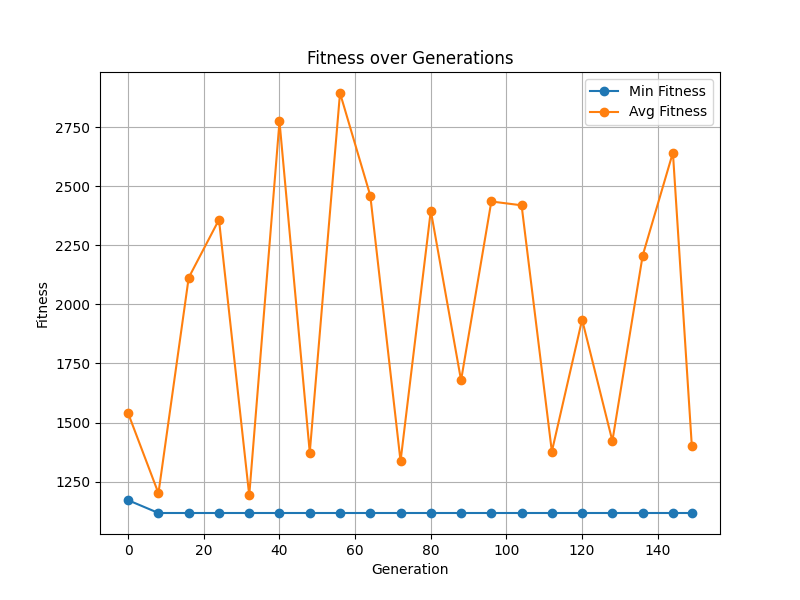 Fitness over Generations
Min Fitness
Avg Fitness
2750
2500
2250
2000
1750
1500
1250
Fitness
0 20 40 60 80 100 120 140
Generation